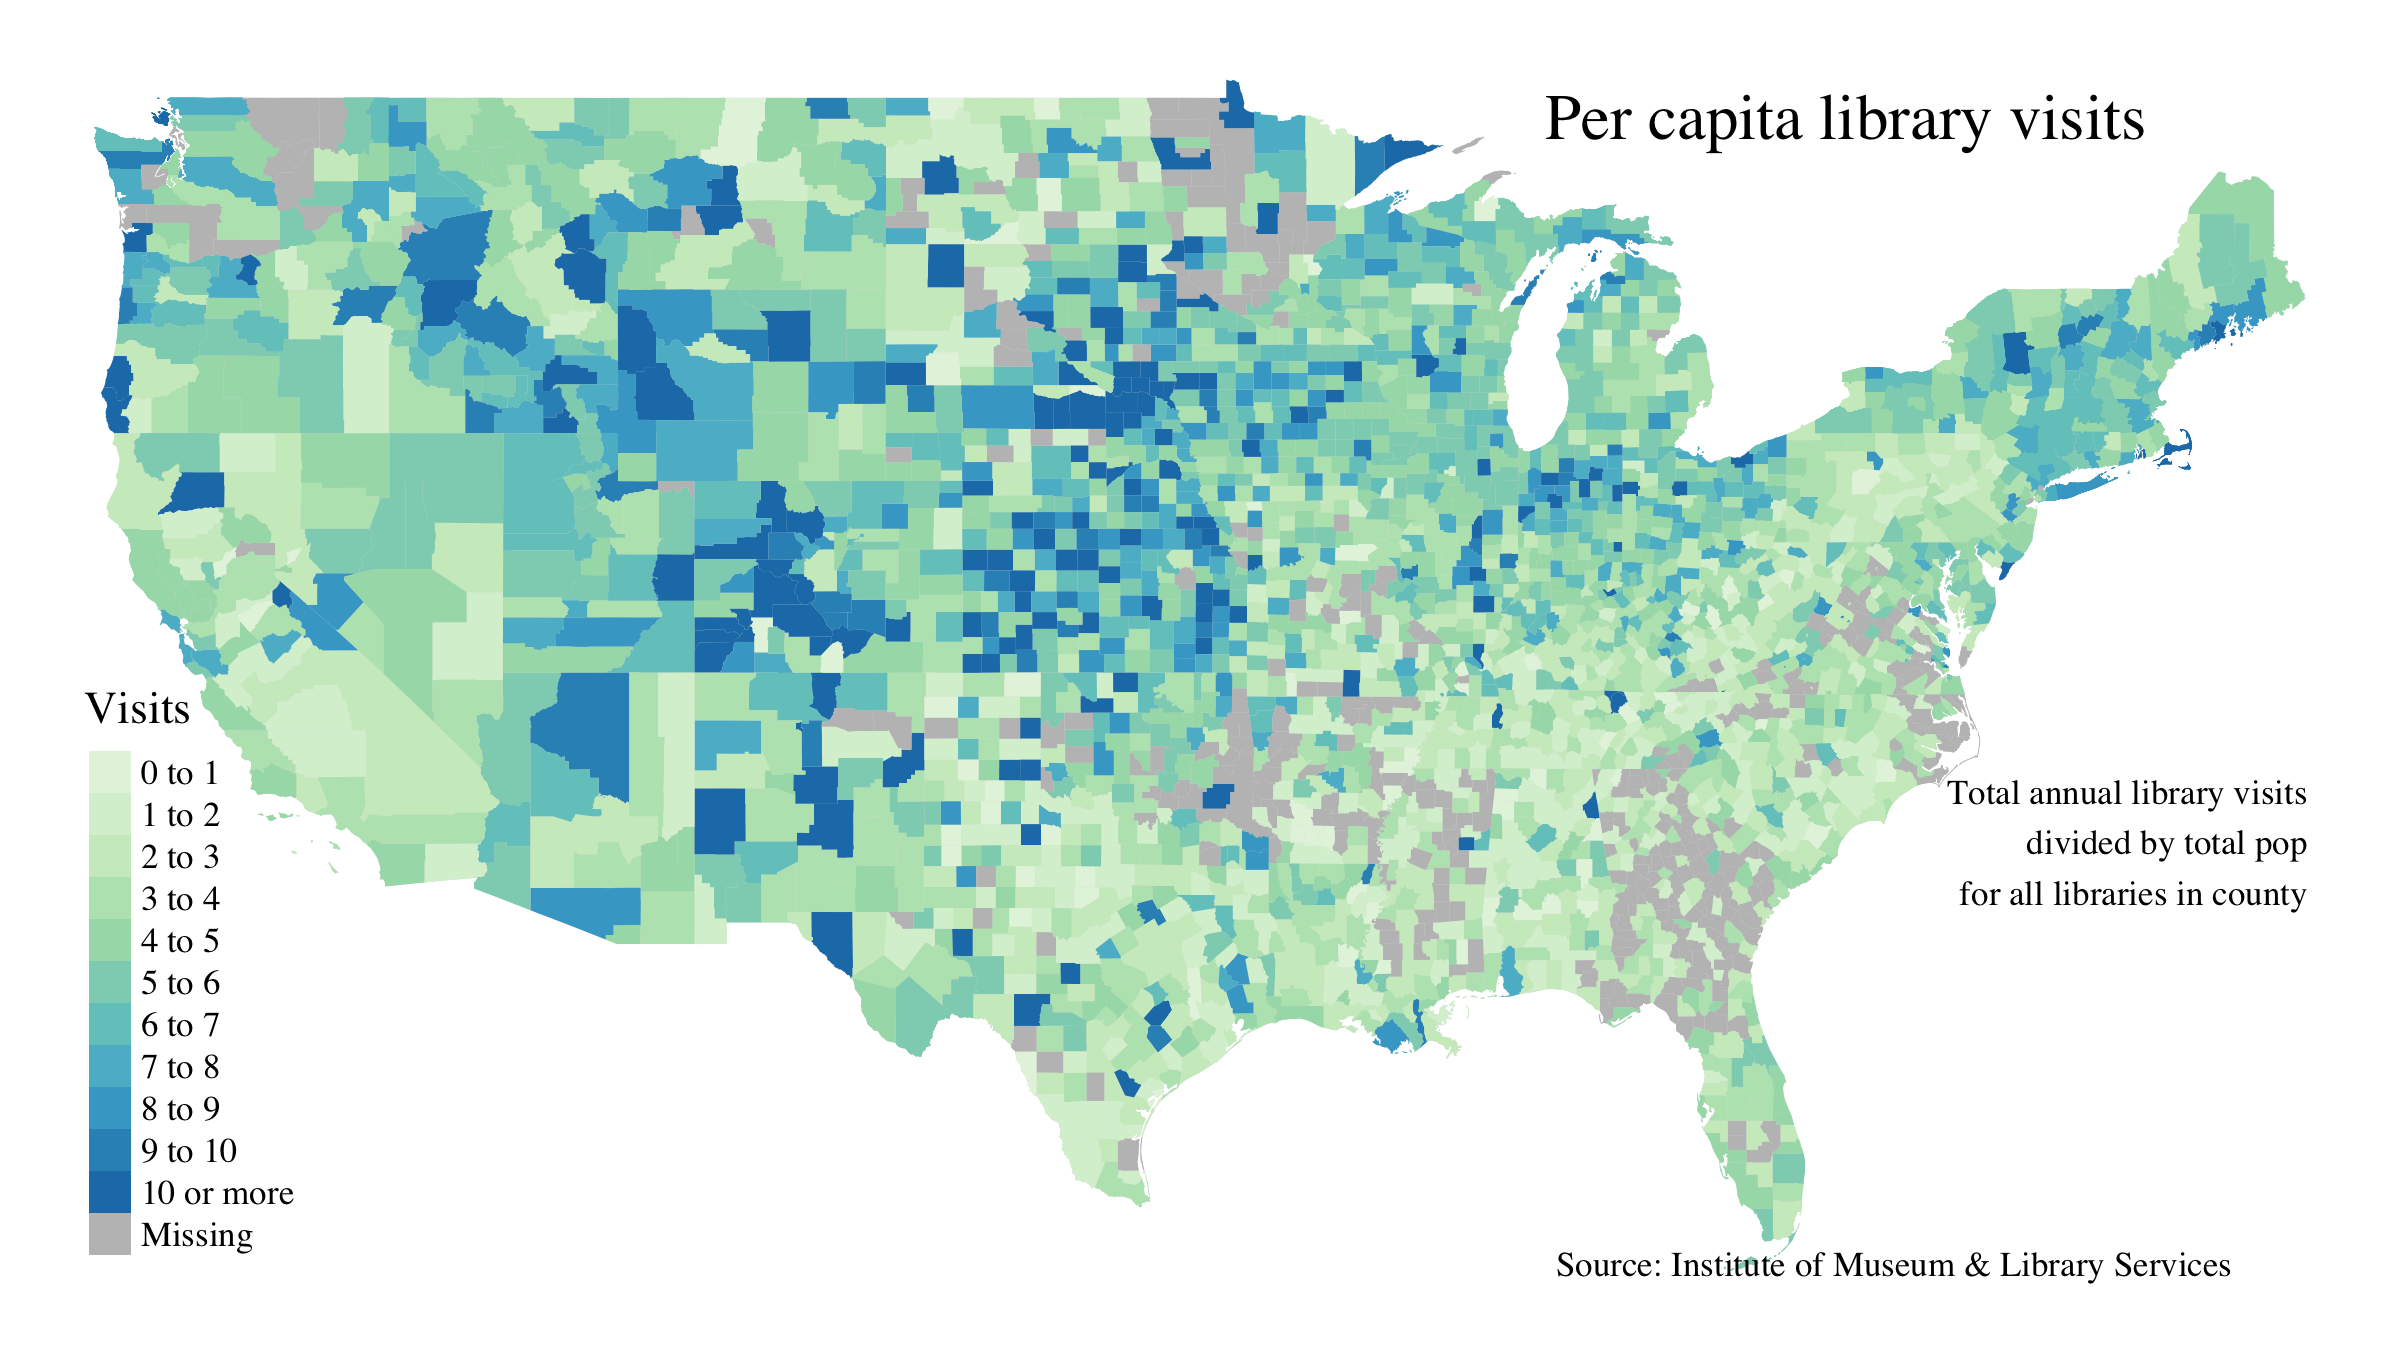 Per capita library visits
Visits
0 to 1
1 to 2
2 to 3
3 to 4
4 to 5
5 to 6
6 to 7
7 to 8
8 to 9
9 to 10
10 or more
Missing
Total annual library visits
divided by total pop
for all libraries in county
Source: Institute of Museum & Library Services